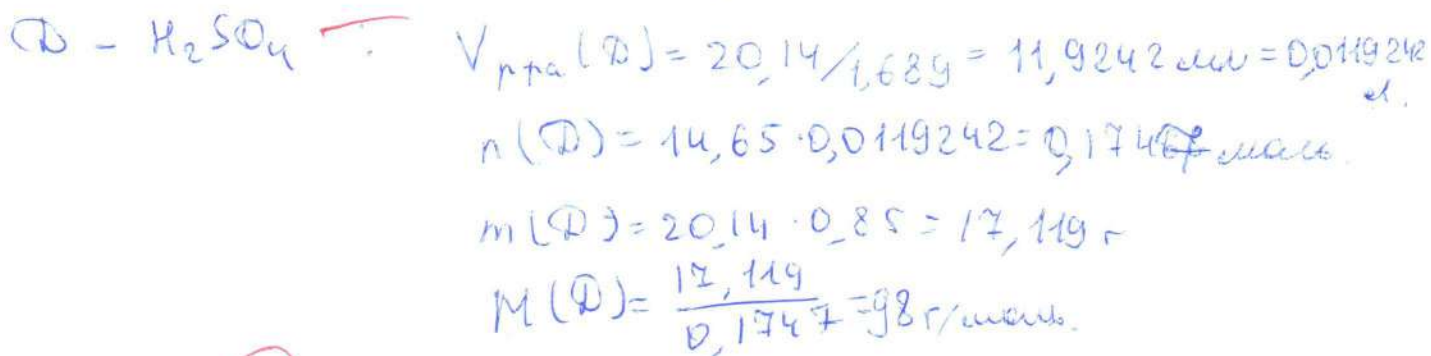 D - H₂SO₄ V р-ра (D) = 20,14/1,689 = 11,9242 мл = 0,0119242 л.
n(D) = 14,65 · 0,0119242 = 0,1747 моль.
m(D) = 20,14 · 0,85 = 17,119 г
M(D) = 17,119 / 0,1747 = 98 г/моль.